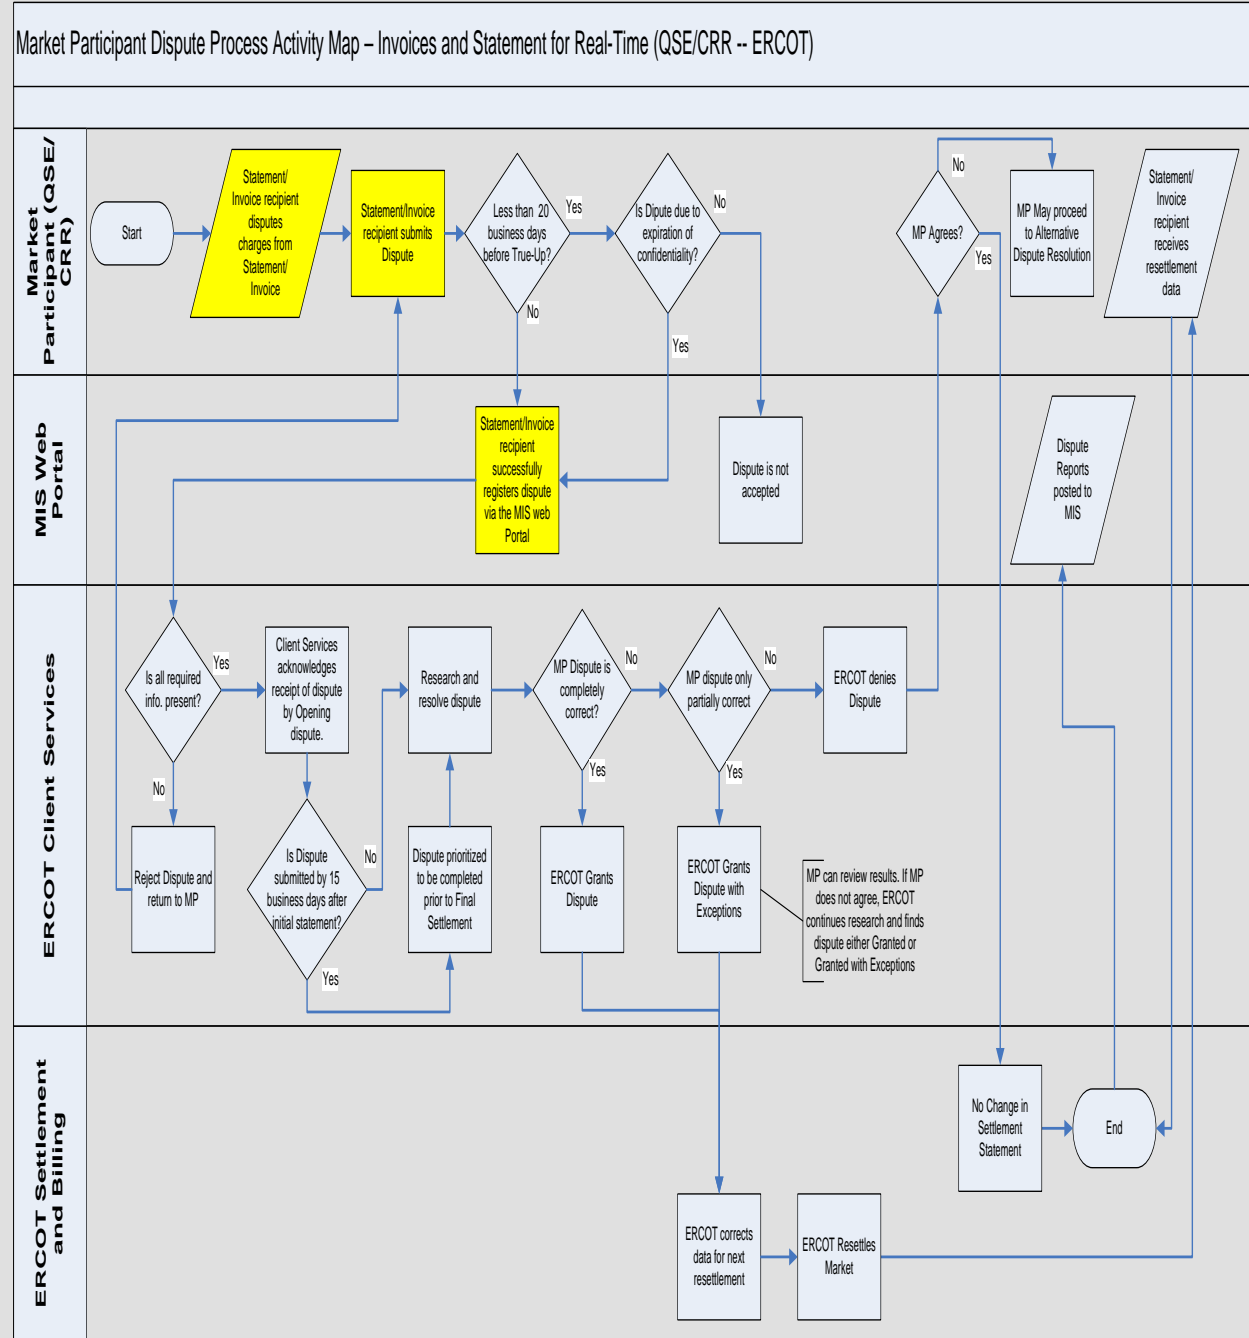 Market Participant Dispute Process Activity Map – Invoices and Statement for Real-Time (QSE/CRR -- ERCOT)
Market
Participant (QSE/
CRR)
Start
Statement/
Invoice recipient
disputes
charges from
Statement/
Invoice
Statement/Invoice
recipient submits
Dispute
Less than 20
business days
before True-Up?
Yes
No
Is Dipute due to
expiration of
confidentiality?
No
Yes
MP Agrees?
No
Yes
MP May proceed
to Alternative
Dispute Resolution
Statement/
Invoice
recipient
receives
resettlement
data
MIS Web
Portal
Statement/Invoice
recipient
successfully
registers dispute
via the MIS web
Portal
Dispute is not
accepted
Dispute
Reports
posted to
MIS
ERCOT Client Services
Is all required
info. present?
Yes
No
Client Services
acknowledges
receipt of dispute
by Opening
dispute.
Research and
resolve dispute
MP Dispute is
completely
correct?
No
Yes
MP dispute only
partially correct
No
Yes
ERCOT denies
Dispute
Reject Dispute and
return to MP
Is Dispute
submitted by 15
business days after
initial statement?
No
Yes
Dispute prioritized
to be completed
prior to Final
Settlement
ERCOT Grants
Dispute
ERCOT Grants
Dispute with
Exceptions
MP can review results. If MP
does not agree, ERCOT
continues research and finds
dispute either Granted or
Granted with Exceptions
ERCOT Settlement
and Billing
No Change in
Settlement
Statement
End
ERCOT corrects
data for next
resettlement
ERCOT Resettles
Market